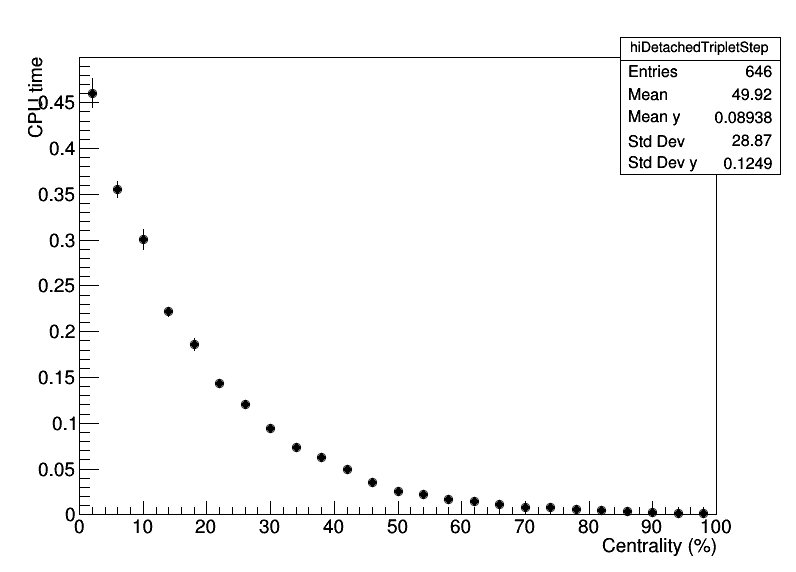 hiDetachedTripletStep
Entries 646
Mean 49.92
Mean y 0.08938
Std Dev 28.87
Std Dev y 0.1249
CPU time
0.45
0.4
0.35
0.3
0.25
0.2
0.15
0.1
0.05
0
0 10 20 30 40 50 60 70 80 90 100
Centrality (%)